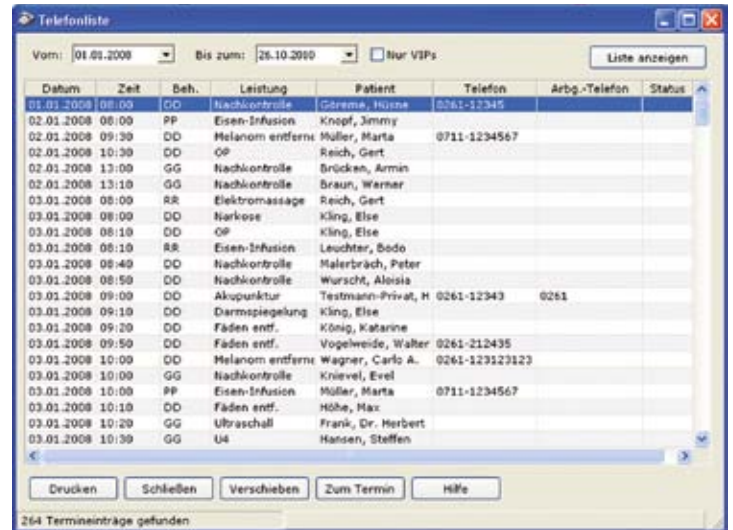 Telefonliste
Vom: 01.01.2008 Bis zum: 26.10.2010 Nur VIPs Liste anzeigen
Datum Zeit Beh. Leistung Patient Telefon Arbg.-Telefon Status
01.01.2008 08:00 DD Nachkontrolle Göreme, Hüsne 0261-12345
02.01.2008 08:00 PP Eisen-Infusion Knopf, Jimmy
02.01.2008 09:30 DD Melanom entferne Müller, Marta 0711-1234567
02.01.2008 10:30 DD OP Reich, Gert
02.01.2008 13:00 GG Nachkontrolle Brücken, Armin
02.01.2008 13:10 GG Nachkontrolle Braun, Werner
03.01.2008 08:00 RR Elektromassage Reich, Gert
03.01.2008 08:00 DD Narkose Kling, Else
03.01.2008 08:10 DD OP Kling, Else
03.01.2008 08:10 RR Eisen-Infusion Leuchter, Bodo
03.01.2008 08:40 DD Nachkontrolle Malerbräch, Peter
03.01.2008 08:50 DD Nachkontrolle Wurscht, Aloisia
03.01.2008 09:00 DD Akupunktur Testmann-Privat, H 0261-12343 0261
03.01.2008 09:10 DD Darmspiegelung Kling, Else
03.01.2008 09:20 DD Fäden entf. König, Katarine
03.01.2008 09:50 DD Fäden entf. Vogelweide, Walter 0261-212435
03.01.2008 10:00 DD Melanom entferne Wagner, Carlo A. 0261-123123123
03.01.2008 10:00 GG Nachkontrolle Knievel, Evel
03.01.2008 10:00 PP Eisen-Infusion Müller, Marta 0711-1234567
03.01.2008 10:10 DD Fäden entf. Höhe, Max
03.01.2008 10:20 GG Ultraschall Frank, Dr. Herbert
03.01.2008 10:30 GG U4 Hansen, Steffen
Drucken Schließen Verschieben Zum Termin Hilfe
264 Termineinträge gefunden